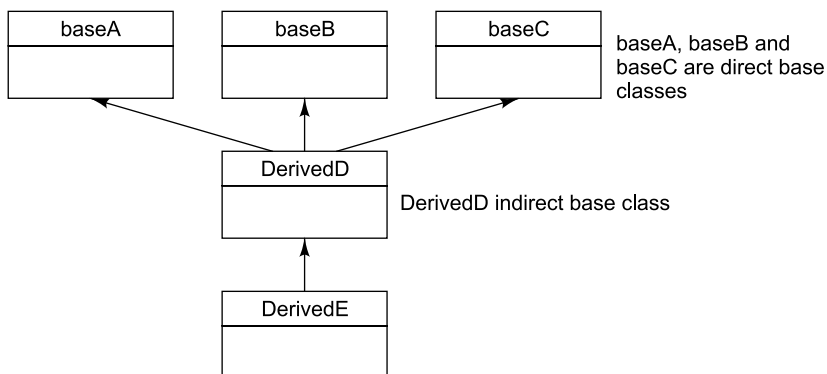 baseA
baseB
baseC
baseA, baseB and
baseC are direct base
classes
DerivedD
DerivedD indirect base class
DerivedE